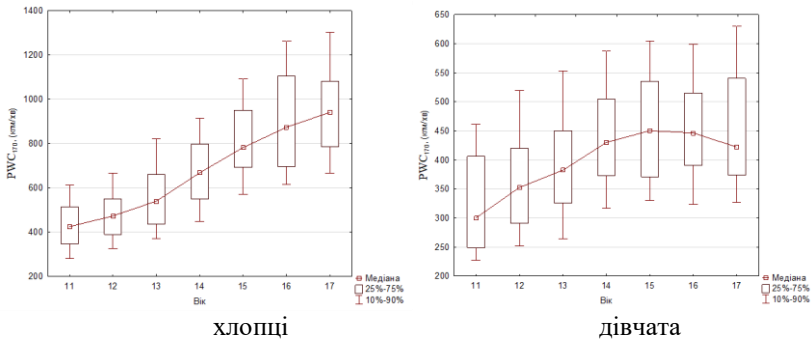 1400
1200
1000
800
600
400
200
PWC₁₇₀, (кгм/хв)
11 12 13 14 15 16 17
Вік
Медіана
25%-75%
10%-90%
хлопці
650
600
550
500
450
400
350
300
250
200
PWC₁₇₀, (кгм/хв)
11 12 13 14 15 16 17
Вік
Медіана
25%-75%
10%-90%
дівчата